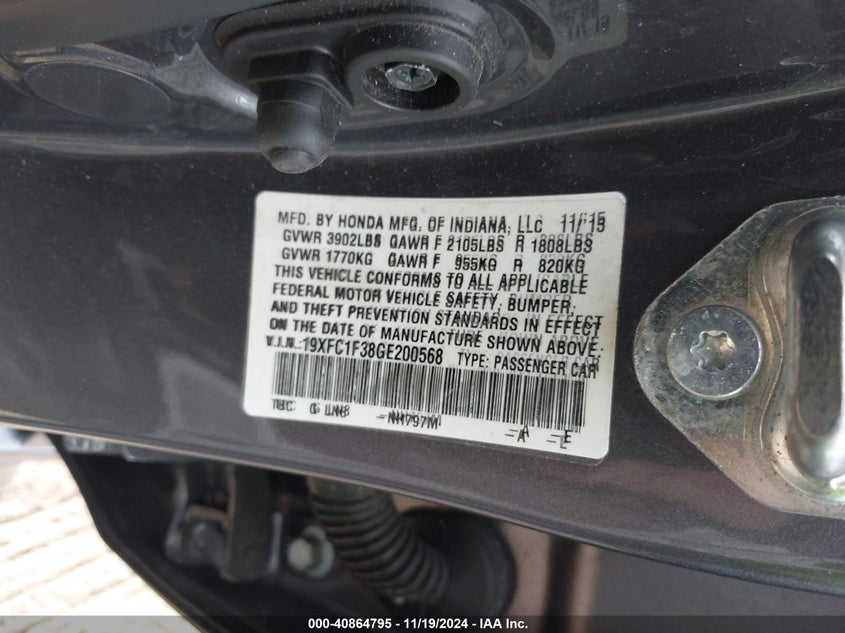 MFD. BY HONDA MFG. OF INDIANA, LLC 11/15
GVWR 3902LBS GAWR F 2105LBS R 1808LBS
GVWR 1770KG GAWR F 955KG R 820KG
THIS VEHICLE CONFORMS TO ALL APPLICABLE
FEDERAL MOTOR VEHICLE SAFETY, BUMPER,
AND THEFT PREVENTION STANDARDS IN EFFECT
ON THE DATE OF MANUFACTURE SHOWN ABOVE.
V.I.N.: 19XFC1F38GE200568 TYPE: PASSENGER CAR
NH797M
000-40864795 - 11/19/2024 - IAA Inc.